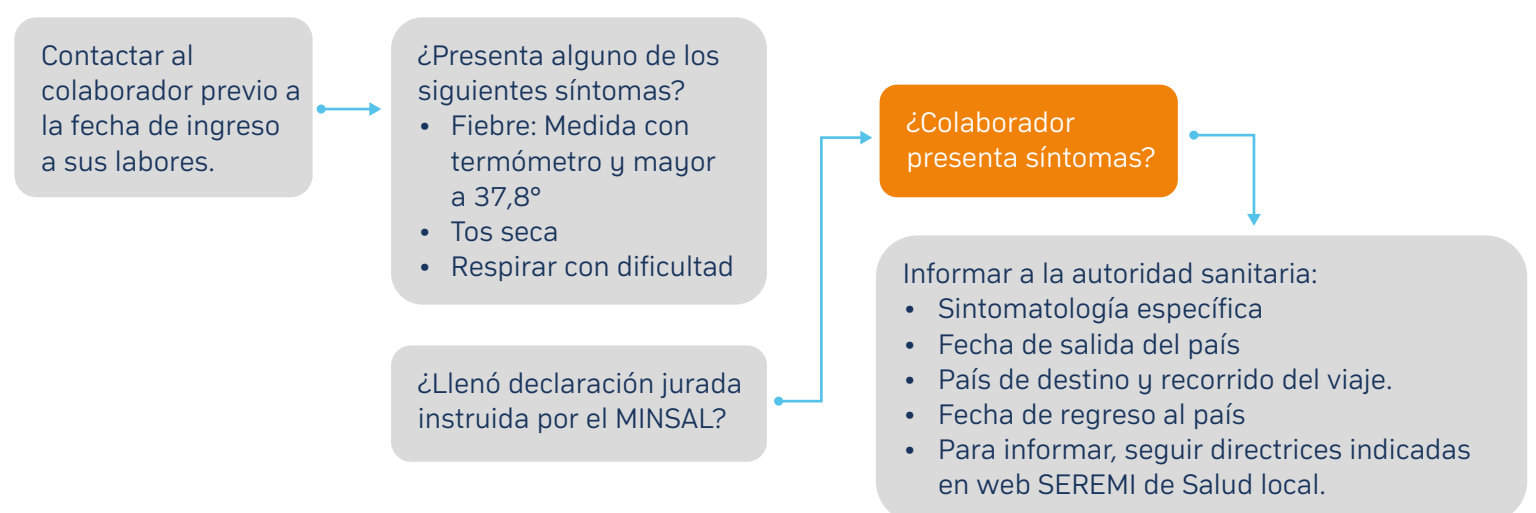 Contactar al
colaborador previo a
la fecha de ingreso
a sus labores.
¿Presenta alguno de los
siguientes síntomas?
• Fiebre: Medida con
termómetro y mayor
a 37,8°
• Tos seca
• Respirar con dificultad
¿Llenó declaración jurada
instruida por el MINSAL?
¿Colaborador
presenta síntomas?
Informar a la autoridad sanitaria:
• Sintomatología específica
• Fecha de salida del país
• País de destino y recorrido del viaje.
• Fecha de regreso al país
• Para informar, seguir directrices indicadas
en web SEREMI de Salud local.